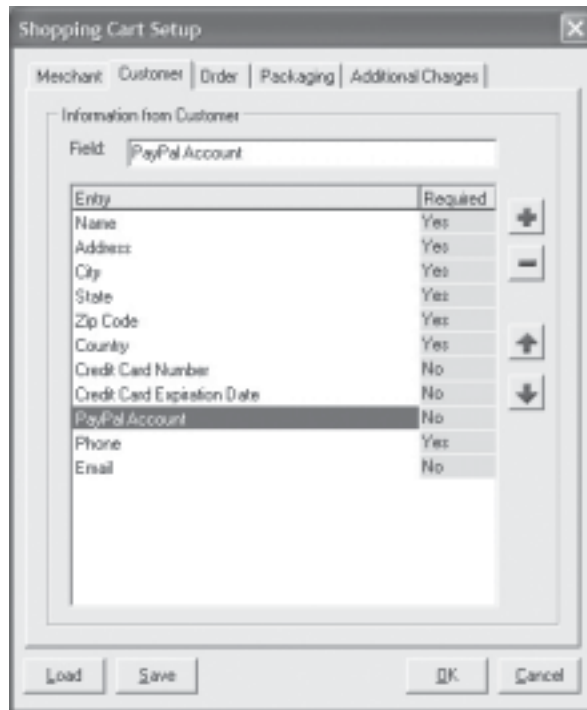 Shopping Cart Setup
Merchant Customer Order Packaging Additional Charges
Information from Customer
Field: PayPal Account
Entry Required
Name Yes
Address Yes
City Yes
State Yes
Zip Code Yes
Country Yes
Credit Card Number No
Credit Card Expiration Date No
PayPal Account No
Phone Yes
Email No
Load Save OK Cancel